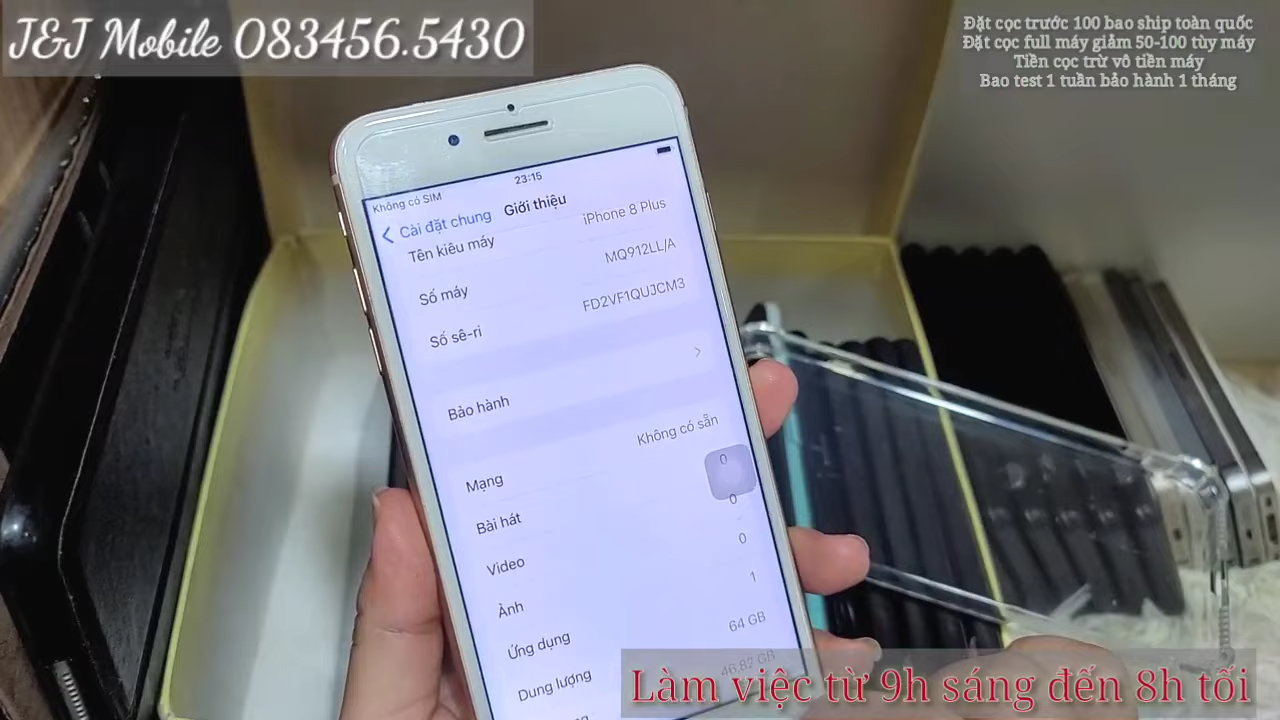 J&J Mobile 083456.5430
Đặt cọc trước 100 bao ship toàn quốc
Đặt cọc full máy giảm 50-100 tùy máy
Tiền cọc trừ vô tiền máy
Bao test 1 tuần bảo hành 1 tháng
Không có SIM
23:15
Cài đặt chung
Giới thiệu
Tên kiểu máy iPhone 8 Plus
Số máy MQ912LL/A
Số sê-ri FD2VF1QUJCM3
Bảo hành
Mạng Không có sẵn
Bài hát 0
Video 0
Ảnh 0
Ứng dụng 1
Dung lượng 64 GB
46,82 GB
Làm việc từ 9h sáng đến 8h tối